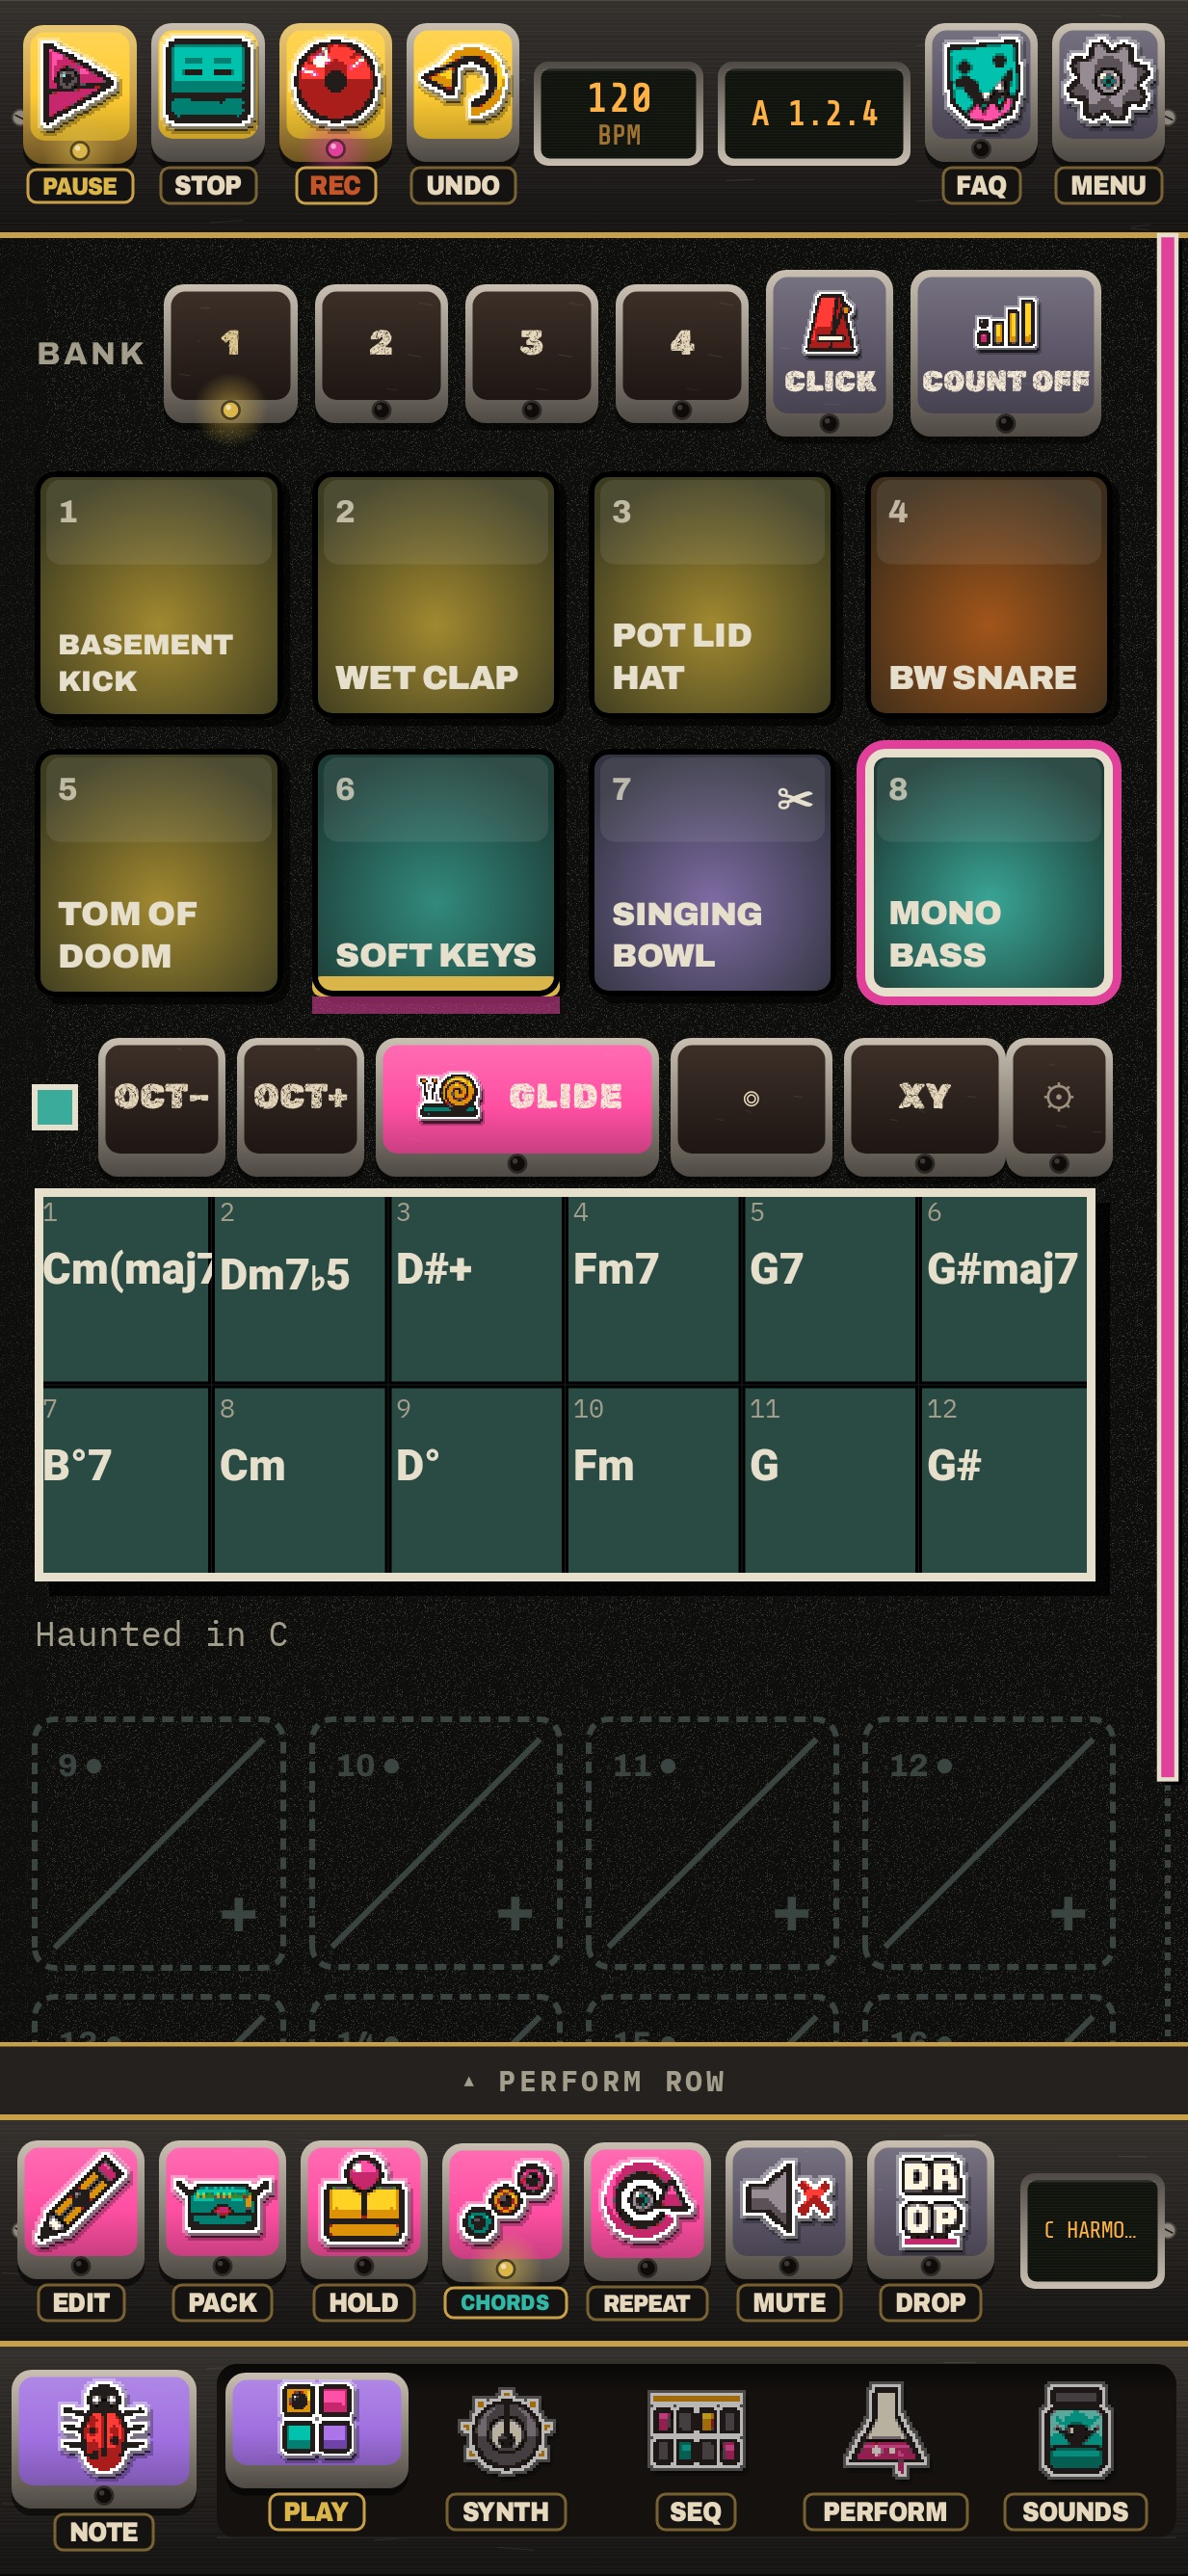 120
BPM
A 1.2.4
PAUSE
STOP
REC
UNDO
FAQ
MENU
BANK
1
2
3
4
CLICK
COUNT OFF
1
BASEMENT
KICK
2
WET CLAP
3
POT LID
HAT
4
BW SNARE
5
TOM OF
DOOM
6
SOFT KEYS
7
SINGING
BOWL
8
MONO
BASS
OCT-
OCT+
GLIDE
XY
1
Cm(maj7
2
Dm7♭5
3
D#+
4
Fm7
5
G7
6
G#maj7
7
B°7
8
Cm
9
D°
10
Fm
11
G
12
G#
Haunted in C
9
10
11
12
13
14
15
16
▲ PERFORM ROW
DR
OP
C HARMO…
EDIT
PACK
HOLD
CHORDS
REPEAT
MUTE
DROP
NOTE
PLAY
SYNTH
SEQ
PERFORM
SOUNDS